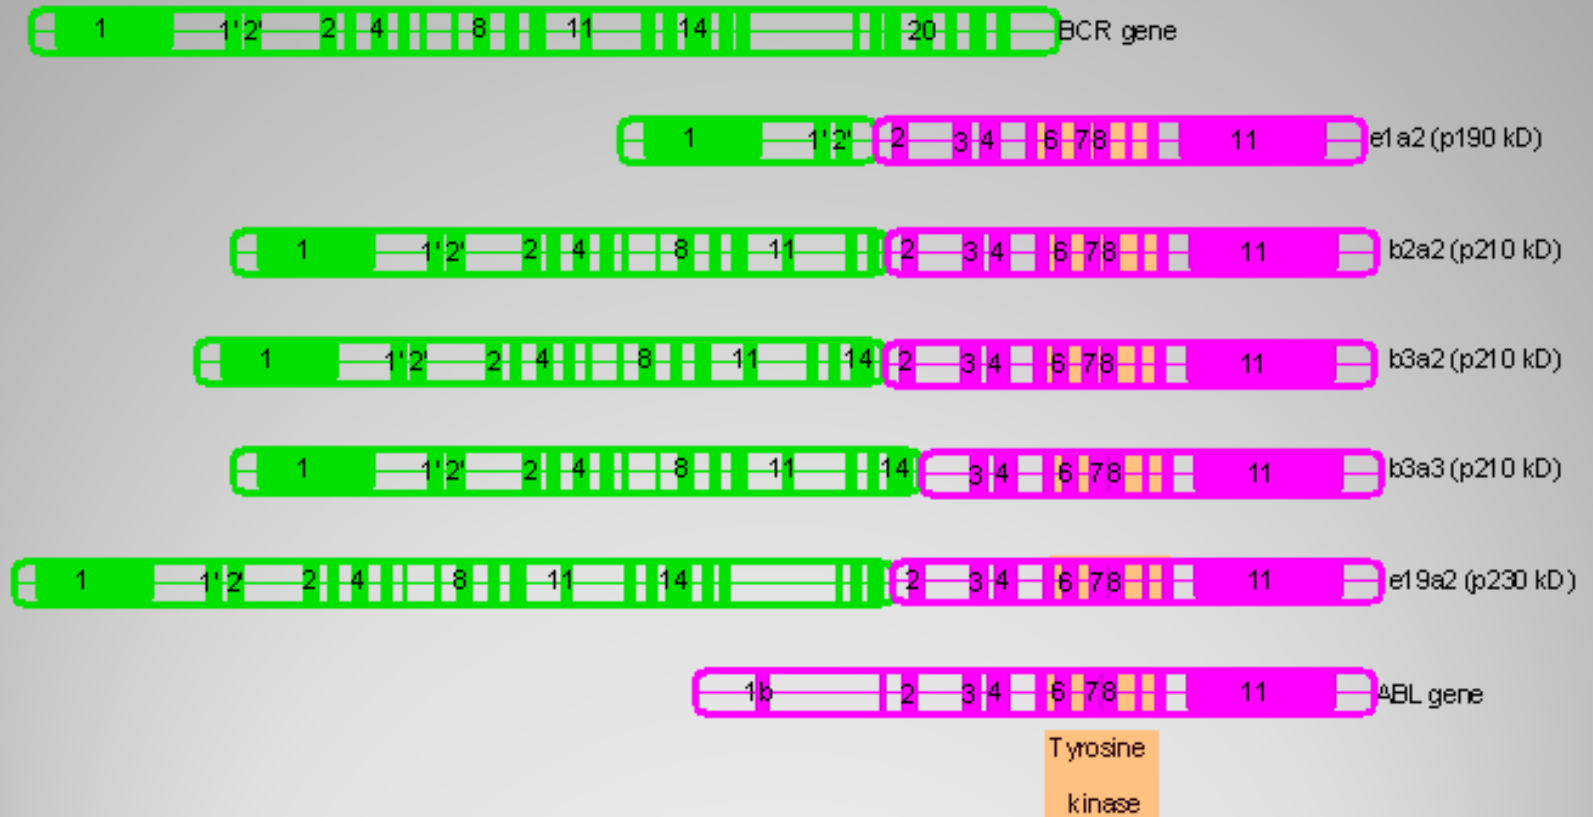 1 1' 2' 2 4 8 11 14 20 BCR gene
1 1' 2' 2 3 4 6 7 8 11 e1a2 (p190 kD)
1 1' 2' 2 4 8 11 2 3 4 6 7 8 11 b2a2 (p210 kD)
1 1' 2' 2 4 8 11 14 2 3 4 6 7 8 11 b3a2 (p210 kD)
1 1' 2' 2 4 8 11 14 3 4 6 7 8 11 b3a3 (p210 kD)
1 1' 2' 2 4 8 11 14 2 3 4 6 7 8 11 e19a2 (p230 kD)
1b 2 3 4 6 7 8 11 ABL gene
Tyrosine
kinase